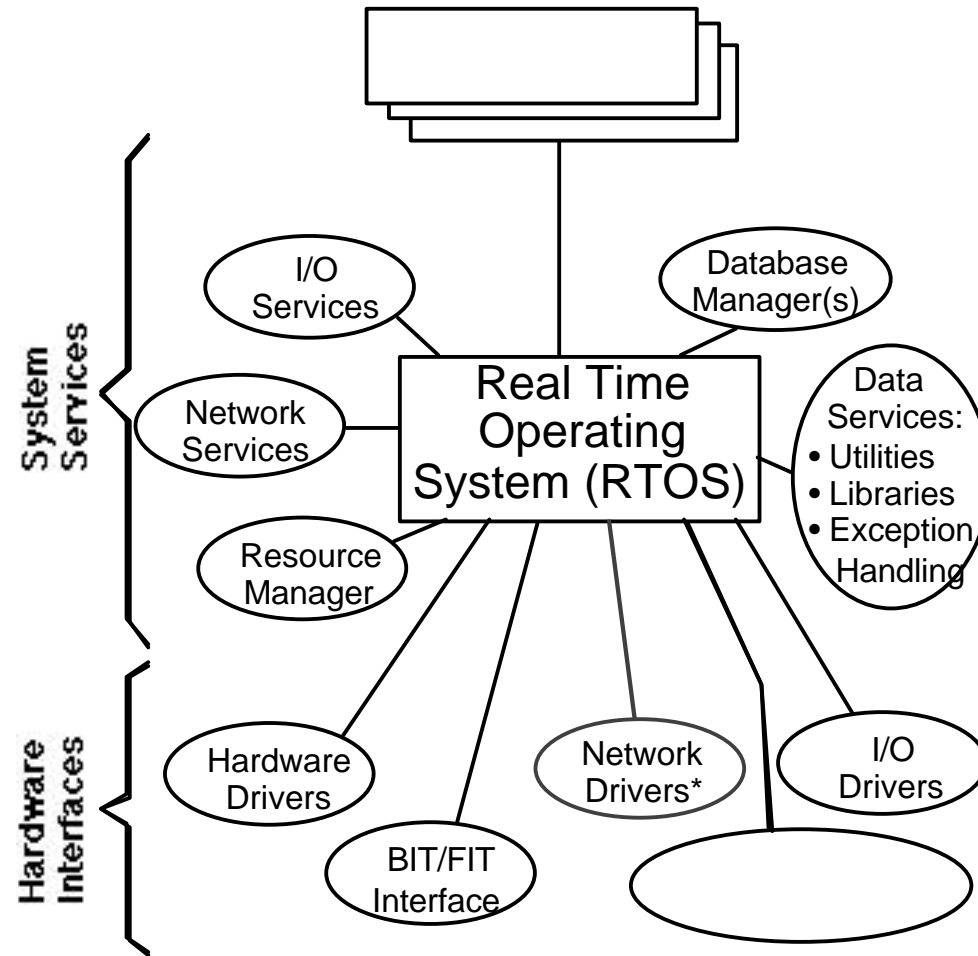 I/O
Services
Database
Manager(s)
System
Services
Real Time
Operating
System (RTOS)
Network
Services
Data
Services:
• Utilities
• Libraries
• Exception
Handling
Resource
Manager
Hardware
Interfaces
Hardware
Drivers
Network
Drivers*
I/O
Drivers
BIT/FIT
Interface